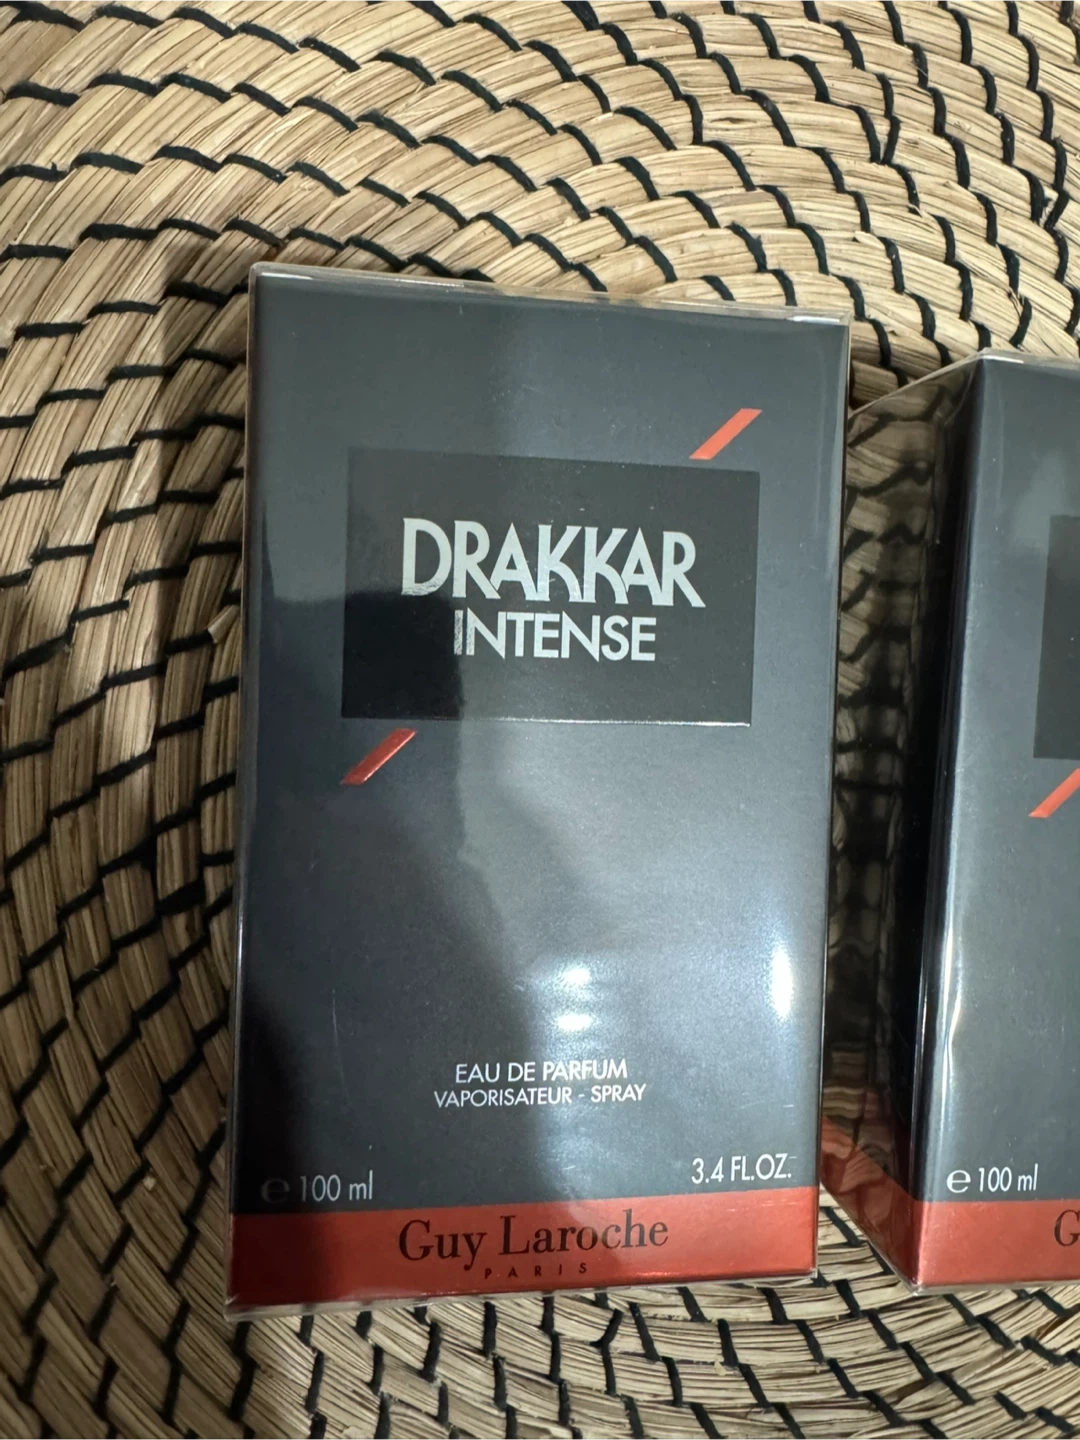 DRAKKAR
INTENSE
EAU DE PARFUM
VAPORISATEUR - SPRAY
e 100 ml
3.4 FL.OZ.
Guy Laroche
PARIS
e 100 ml
G